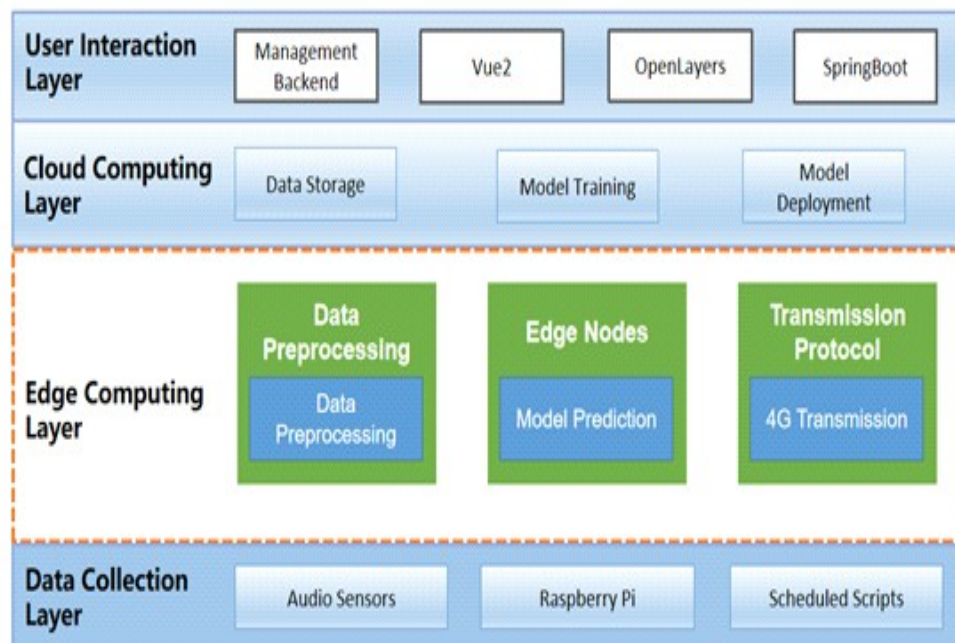 User Interaction
Layer
Management
Backend
Vue2
OpenLayers
SpringBoot
Cloud Computing
Layer
Data Storage
Model Training
Model
Deployment
Edge Computing
Layer
Data
Preprocessing
Data
Preprocessing
Edge Nodes
Model Prediction
Transmission
Protocol
4G Transmission
Data Collection
Layer
Audio Sensors
Raspberry Pi
Scheduled Scripts